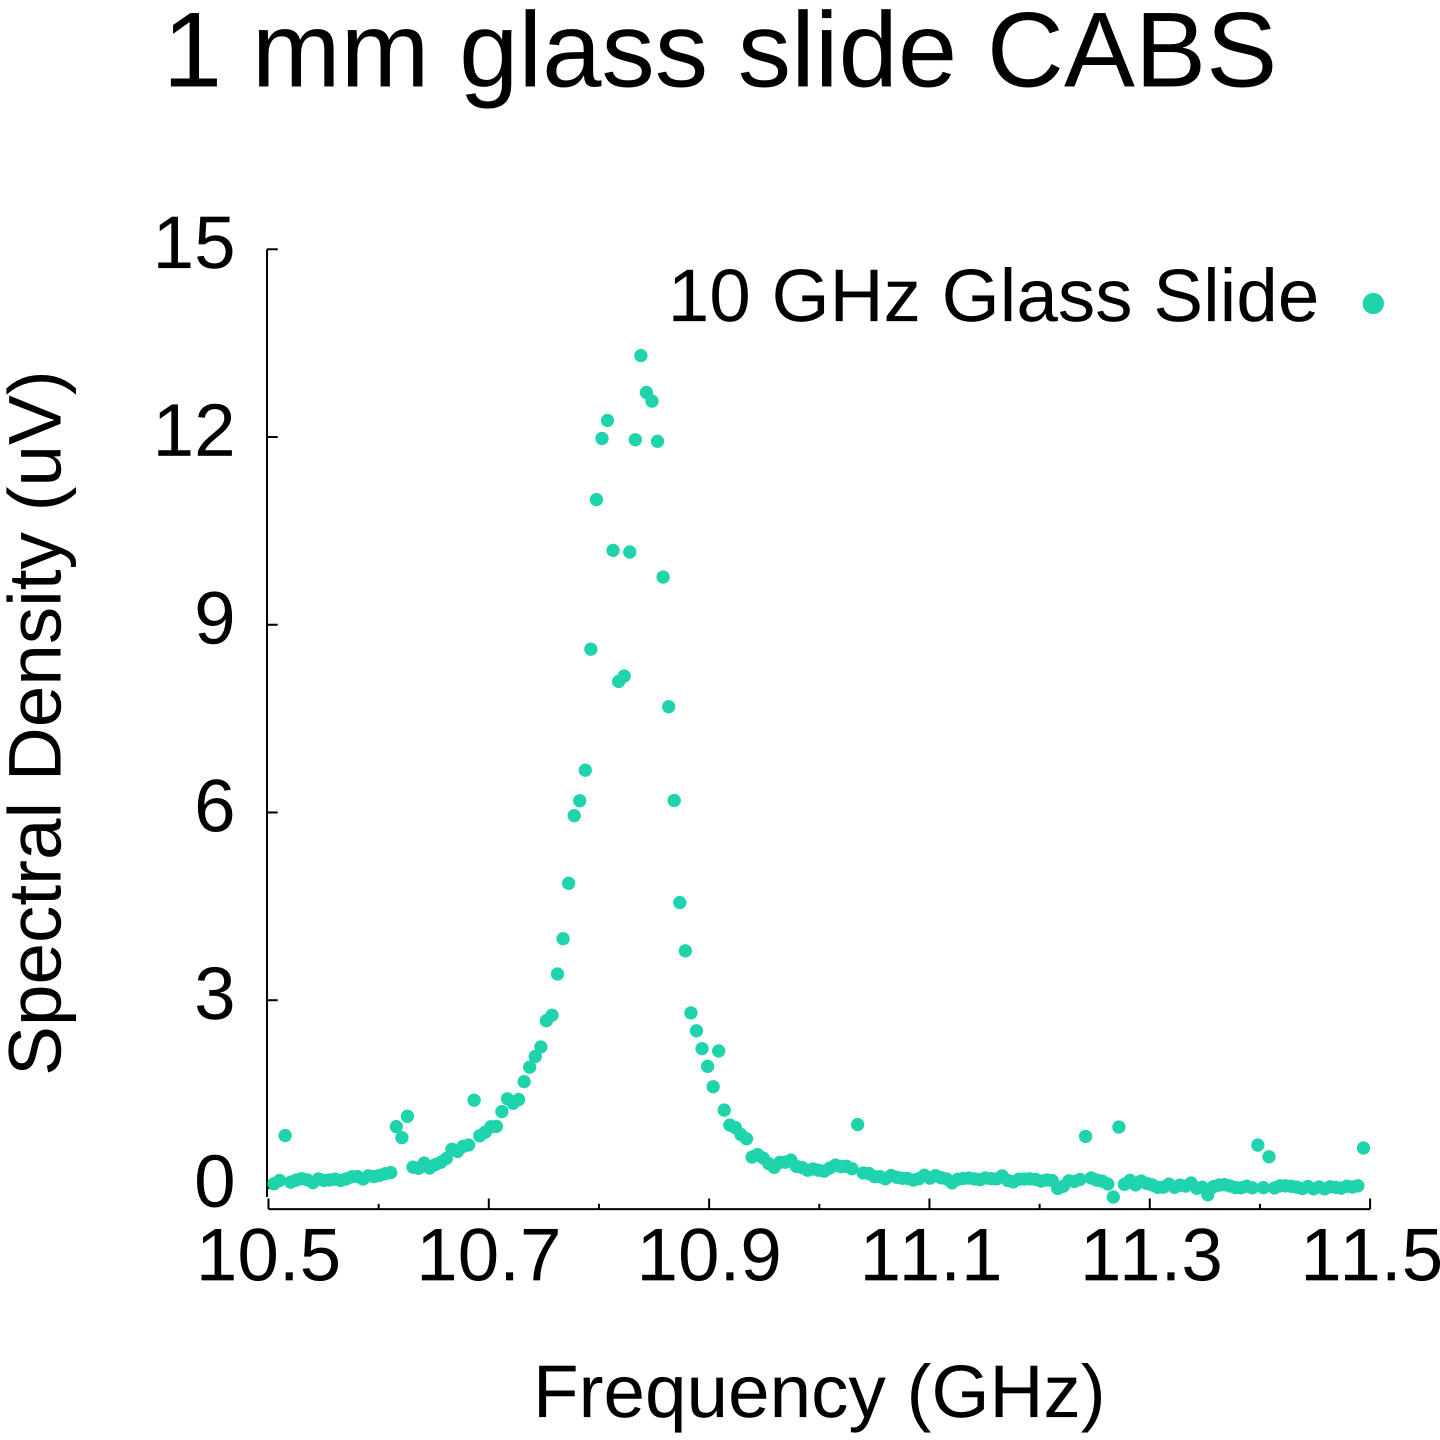 1 mm glass slide CABS
10 GHz Glass Slide
Spectral Density (uV)
15
12
9
6
3
0
10.5 10.7 10.9 11.1 11.3 11.5
Frequency (GHz)